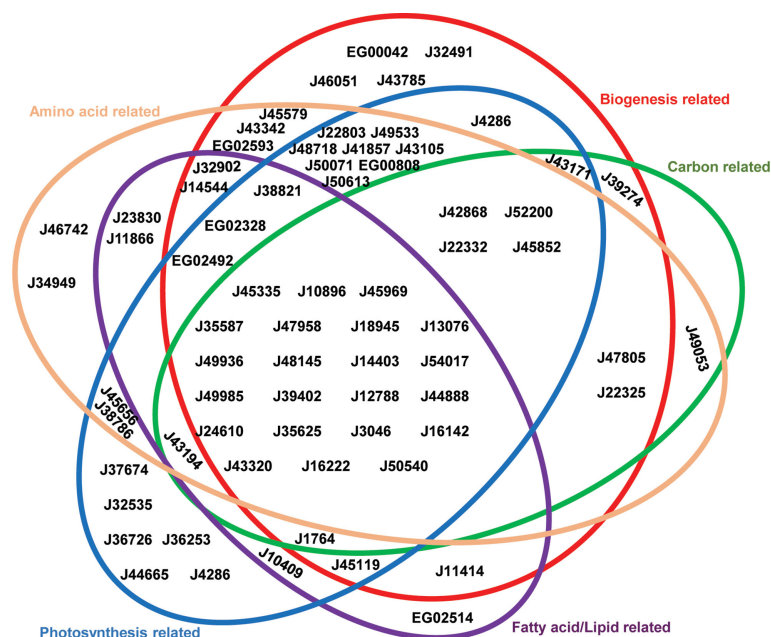 EG00042 J32491
J46051 J43785
Biogenesis related
Amino acid related
J45579
J4286
J43342
J22803 J49533
EG02593
J48718 J41857 J43105
J32902
J50071 EG00808
J43171
J39274
Carbon related
J14544
J38821
J50613
J23830
EG02328
J42868 J52200
J46742
J11866
J22332 J45852
EG02492
J34949
J45335 J10896 J45969
J35587 J47958 J18945 J13076
J49053
J49936 J48145 J14403 J54017
J47805
J49985 J39402 J12788 J44888
J22325
J45656
J38786
J24610 J35625 J3046 J16142
J43194
J43320 J16222 J50540
J37674
J32535
J36726 J36253
J1764
J10409
J45119
J11414
J44665 J4286
EG02514
Photosynthesis related
Fatty acid/Lipid related